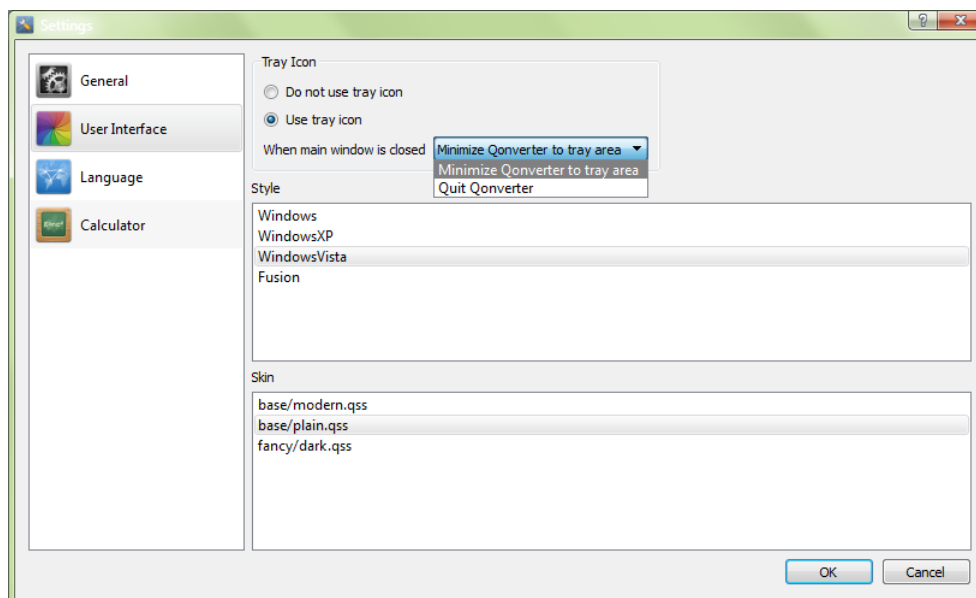 Settings
General
User Interface
Language
Calculator
Tray Icon
Do not use tray icon
Use tray icon
When main window is closed Minimize Qonverter to tray area
Minimize Qonverter to tray area
Quit Qonverter
Style
Windows
WindowsXP
WindowsVista
Fusion
Skin
base/modern.qss
base/plain.qss
fancy/dark.qss
OK Cancel